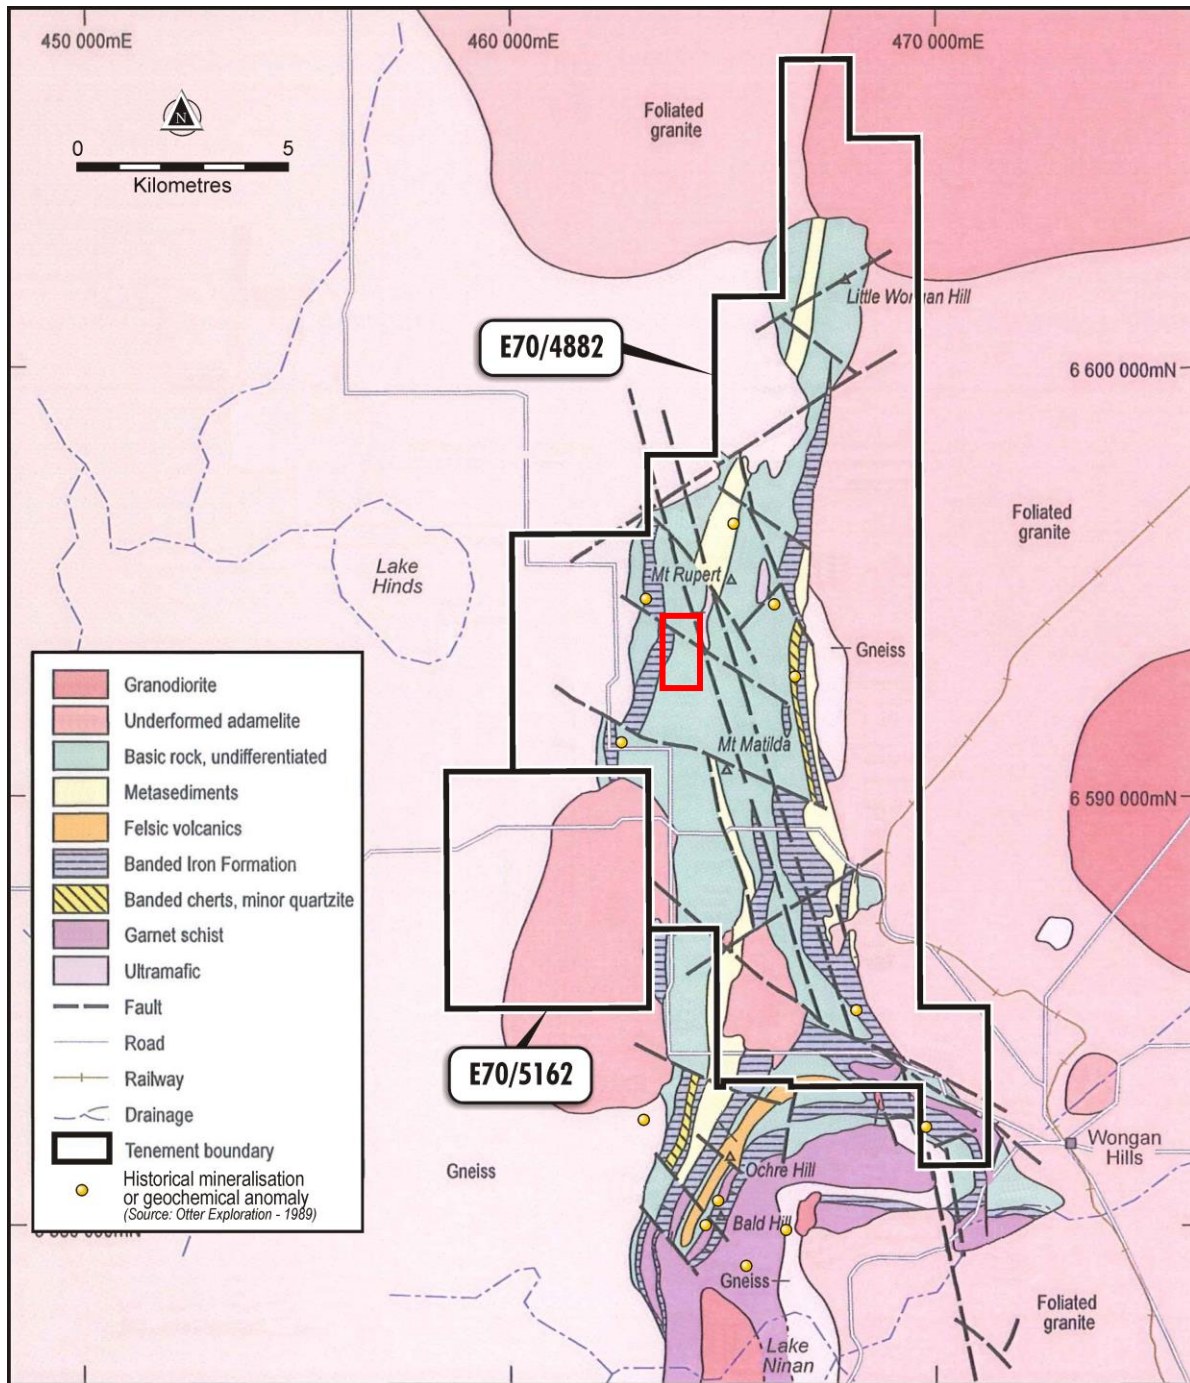 450 000mE
460 000mE
470 000mE
N
0 5
Kilometres
Foliated
granite
Little Wongan Hill
E70/4882
6 600 000mN
Foliated
granite
Lake
Hinds
Mt Rupert
Gneiss
Mt Matilda
6 590 000mN
Granodiorite
Underformed adamelite
Basic rock, undifferentiated
Metasediments
Felsic volcanics
Banded Iron Formation
Banded cherts, minor quartzite
Garnet schist
Ultramafic
Fault
Road
Railway
Drainage
Tenement boundary
Historical mineralisation
or geochemical anomaly
(Source: Otter Exploration - 1989)
E70/5162
Wongan
Hills
Gneiss
Ochre Hill
Bald Hill
Gneiss
Foliated
granite
Lake
Ninan